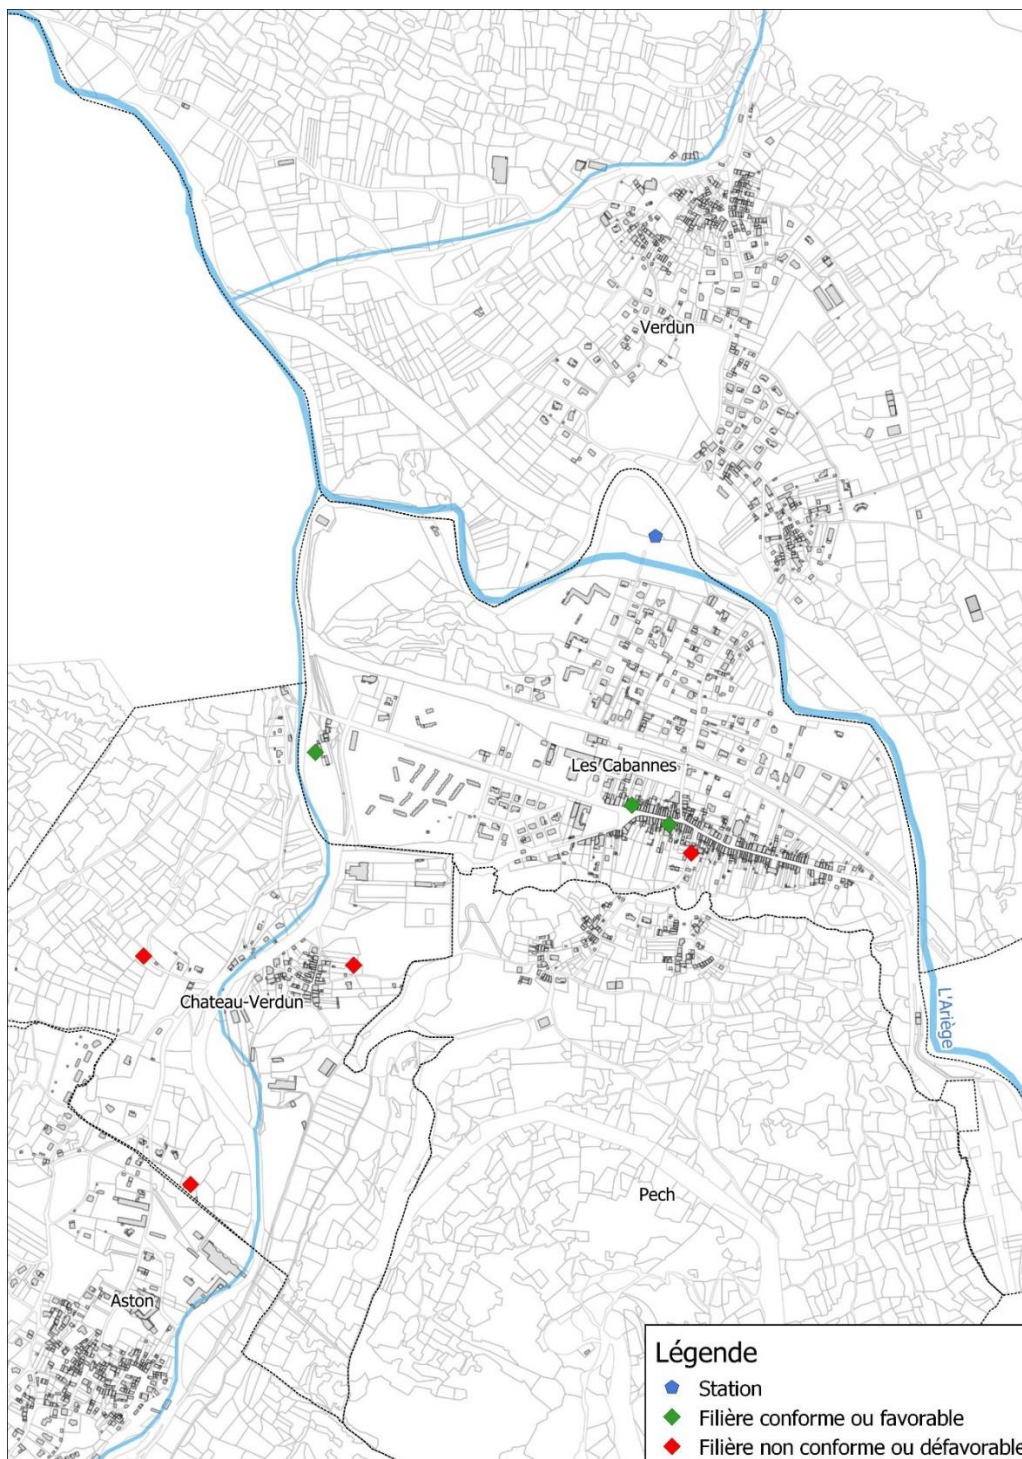 Verdun
Les Cabannes
L'Ariège
Chateau-Verdun
Pech
Aston
Légende
Station
Filière conforme ou favorable
Filière non conforme ou défavorable